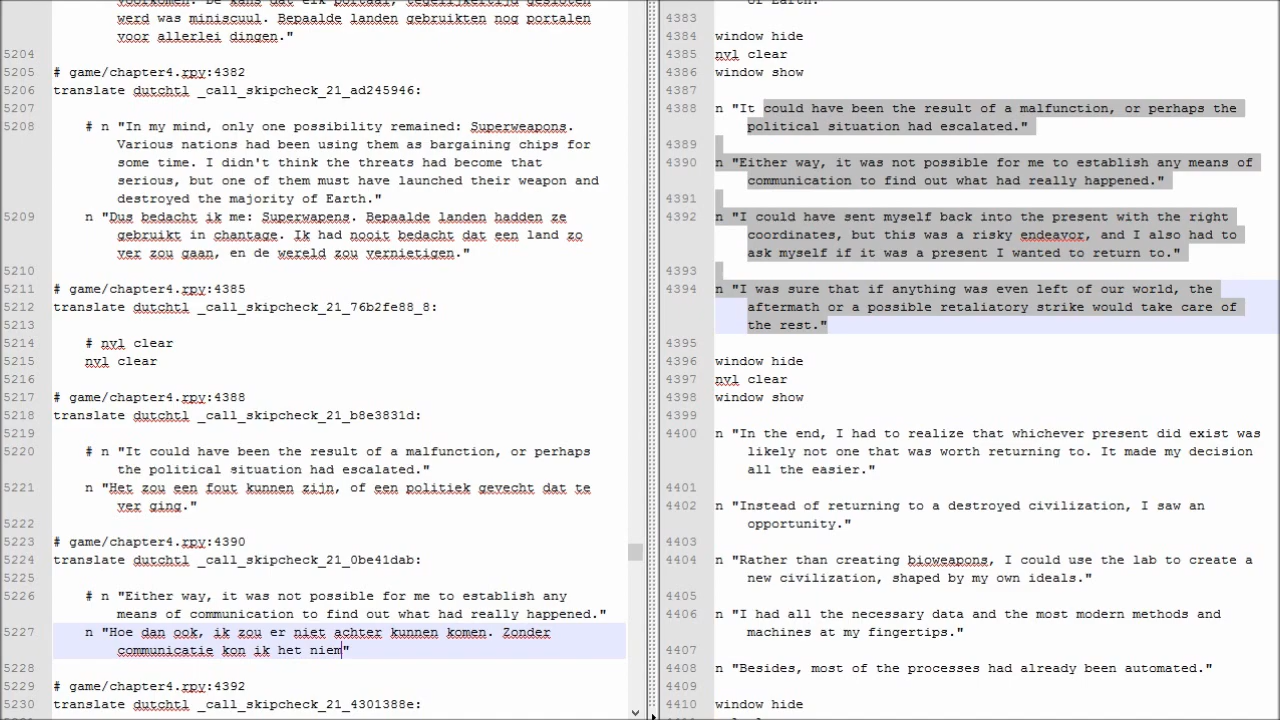 voorkomen. De kans dat elk portaal, tegelijkertijd gesloten
werd was miniscuul. Bepaalde landen gebruikten nog portalen
voor allerlei dingen."
5204
5205 # game/chapter4.rpy:4382
5206 translate dutchtl _call_skipcheck_21_ad245946:
5207
5208 # n "In my mind, only one possibility remained: Superweapons.
Various nations had been using them as bargaining chips for
some time. I didn't think the threats had become that
serious, but one of them must have launched their weapon and
destroyed the majority of Earth."
5209 n "Dus bedacht ik me: Superwapens. Bepaalde landen hadden ze
gebruikt in chantage. Ik had nooit bedacht dat een land zo
ver zou gaan, en de wereld zou vernietigen."
5210
5211 # game/chapter4.rpy:4385
5212 translate dutchtl _call_skipcheck_21_76b2fe88_8:
5213
5214 # nvl clear
5215 nvl clear
5216
5217 # game/chapter4.rpy:4388
5218 translate dutchtl _call_skipcheck_21_b8e3831d:
5219
5220 # n "It could have been the result of a malfunction, or perhaps
the political situation had escalated."
5221 n "Het zou een fout kunnen zijn, of een politiek gevecht dat te
ver ging."
5222
5223 # game/chapter4.rpy:4390
5224 translate dutchtl _call_skipcheck_21_0be41dab:
5225
5226 # n "Either way, it was not possible for me to establish any
means of communication to find out what had really happened."
5227 n "Hoe dan ook, ik zou er niet achter kunnen komen. Zonder
communicatie kon ik het niem"
5228
5229 # game/chapter4.rpy:4392
5230 translate dutchtl _call_skipcheck_21_4301388e:
of Earth."
4383
4384 window hide
4385 nvl clear
4386 window show
4387
4388 n "It could have been the result of a malfunction, or perhaps the
political situation had escalated."
4389
4390 n "Either way, it was not possible for me to establish any means of
communication to find out what had really happened."
4391
4392 n "I could have sent myself back into the present with the right
coordinates, but this was a risky endeavor, and I also had to
ask myself if it was a present I wanted to return to."
4393
4394 n "I was sure that if anything was even left of our world, the
aftermath or a possible retaliatory strike would take care of
the rest."
4395
4396 window hide
4397 nvl clear
4398 window show
4399
4400 n "In the end, I had to realize that whichever present did exist was
likely not one that was worth returning to. It made my decision
all the easier."
4401
4402 n "Instead of returning to a destroyed civilization, I saw an
opportunity."
4403
4404 n "Rather than creating bioweapons, I could use the lab to create a
new civilization, shaped by my own ideals."
4405
4406 n "I had all the necessary data and the most modern methods and
machines at my fingertips."
4407
4408 n "Besides, most of the processes had already been automated."
4409
4410 window hide